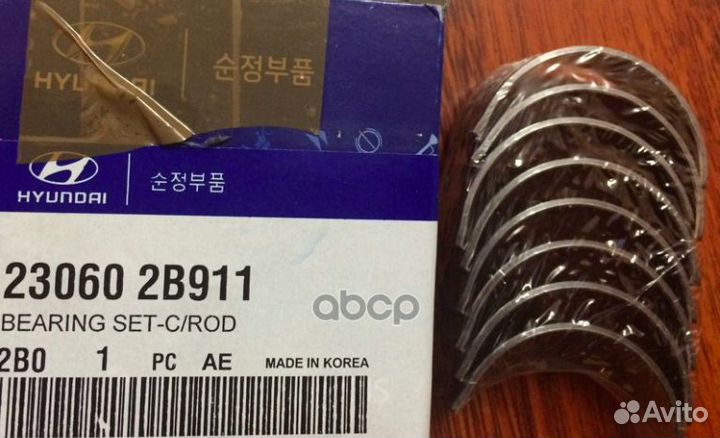 HYUNDAI 순정부품
HYUNDAI 순정부품
23060 2B911
BEARING SET-C/ROD
2B0 1 PC AE MADE IN KOREA
abcp
Avito